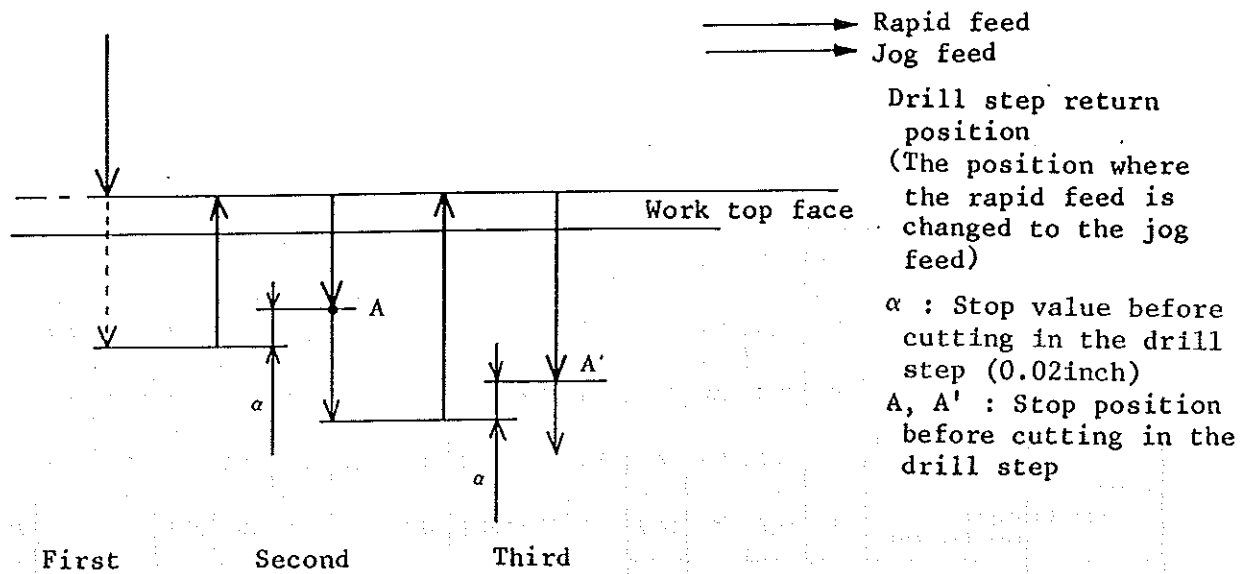 Rapid feed
Jog feed
Drill step return
position
(The position where
the rapid feed is
changed to the jog
feed)
Work top face
α : Stop value before
cutting in the drill
step (0.02inch)
A, A' : Stop position
before cutting in the
drill step
A
A'
α
α
First Second Third